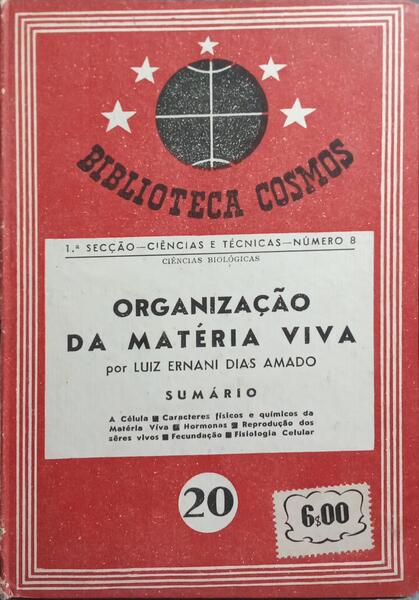 BIBLIOTECA COSMOS
1.ª SECÇÃO—CIÊNCIAS E TÉCNICAS—NÚMERO 8
CIÊNCIAS BIOLÓGICAS
ORGANIZAÇÃO
DA MATÉRIA VIVA
por LUIZ ERNANI DIAS AMADO
SUMÁRIO
A Célula ■ Caracteres físicos e químicos da
Matéria Viva ■ Hormonas ■ Reprodução dos
sêres vivos ■ Fecundação ■ Fisiologia Celular
20
6$00